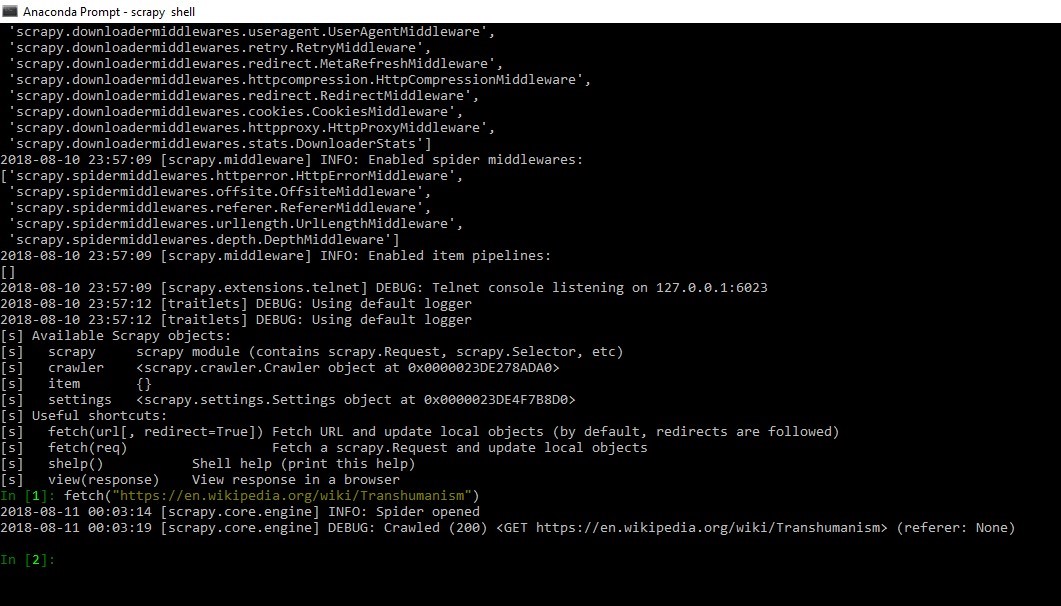 Anaconda Prompt - scrapy  shell
 'scrapy.downloadermiddlewares.useragent.UserAgentMiddleware',
 'scrapy.downloadermiddlewares.retry.RetryMiddleware',
 'scrapy.downloadermiddlewares.redirect.MetaRefreshMiddleware',
 'scrapy.downloadermiddlewares.httpcompression.HttpCompressionMiddleware',
 'scrapy.downloadermiddlewares.redirect.RedirectMiddleware',
 'scrapy.downloadermiddlewares.cookies.CookiesMiddleware',
 'scrapy.downloadermiddlewares.httpproxy.HttpProxyMiddleware',
 'scrapy.downloadermiddlewares.stats.DownloaderStats']
2018-08-10 23:57:09 [scrapy.middleware] INFO: Enabled spider middlewares:
['scrapy.spidermiddlewares.httperror.HttpErrorMiddleware',
 'scrapy.spidermiddlewares.offsite.OffsiteMiddleware',
 'scrapy.spidermiddlewares.referer.RefererMiddleware',
 'scrapy.spidermiddlewares.urllength.UrlLengthMiddleware',
 'scrapy.spidermiddlewares.depth.DepthMiddleware']
2018-08-10 23:57:09 [scrapy.middleware] INFO: Enabled item pipelines:
[]
2018-08-10 23:57:09 [scrapy.extensions.telnet] DEBUG: Telnet console listening on 127.0.0.1:6023
2018-08-10 23:57:12 [traitlets] DEBUG: Using default logger
2018-08-10 23:57:12 [traitlets] DEBUG: Using default logger
[s] Available Scrapy objects:
[s]   scrapy     scrapy module (contains scrapy.Request, scrapy.Selector, etc)
[s]   crawler    <scrapy.crawler.Crawler object at 0x0000023DE278ADA0>
[s]   item       {}
[s]   settings   <scrapy.settings.Settings object at 0x0000023DE4F7B8D0>
[s] Useful shortcuts:
[s]   fetch(url[, redirect=True]) Fetch URL and update local objects (by default, redirects are followed)
[s]   fetch(req)                  Fetch a scrapy.Request and update local objects
[s]   shelp()           Shell help (print this help)
[s]   view(response)    View response in a browser
In [1]: fetch("https://en.wikipedia.org/wiki/Transhumanism")
2018-08-11 00:03:14 [scrapy.core.engine] INFO: Spider opened
2018-08-11 00:03:19 [scrapy.core.engine] DEBUG: Crawled (200) <GET https://en.wikipedia.org/wiki/Transhumanism> (referer: None)
In [2]: